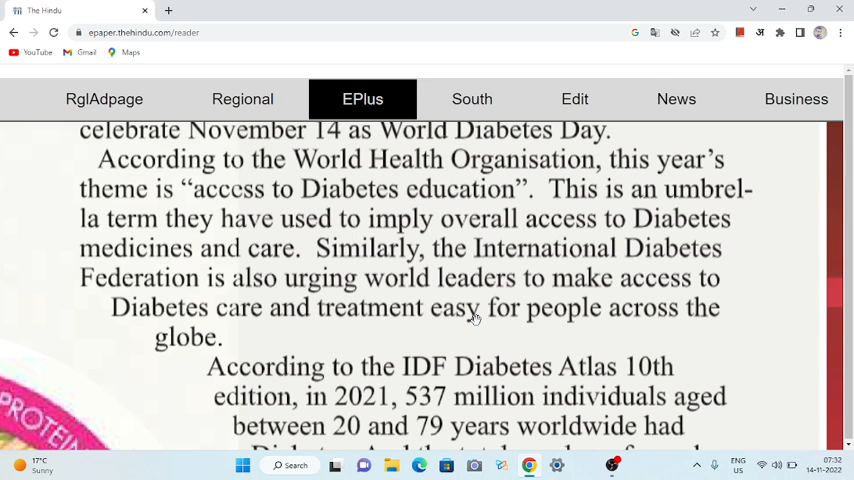 The Hindu
epaper.thehindu.com/reader
YouTube Gmail Maps
RglAdpage Regional EPlus South Edit News Business
celebrate November 14 as World Diabetes Day.
According to the World Health Organisation, this year's
theme is “access to Diabetes education”. This is an umbrel-
la term they have used to imply overall access to Diabetes
medicines and care. Similarly, the International Diabetes
Federation is also urging world leaders to make access to
Diabetes care and treatment easy for people across the
globe.
According to the IDF Diabetes Atlas 10th
edition, in 2021, 537 million individuals aged
between 20 and 79 years worldwide had
PROTEIN
17°C
Sunny
Search
ENG
US
07:32
14-11-2022